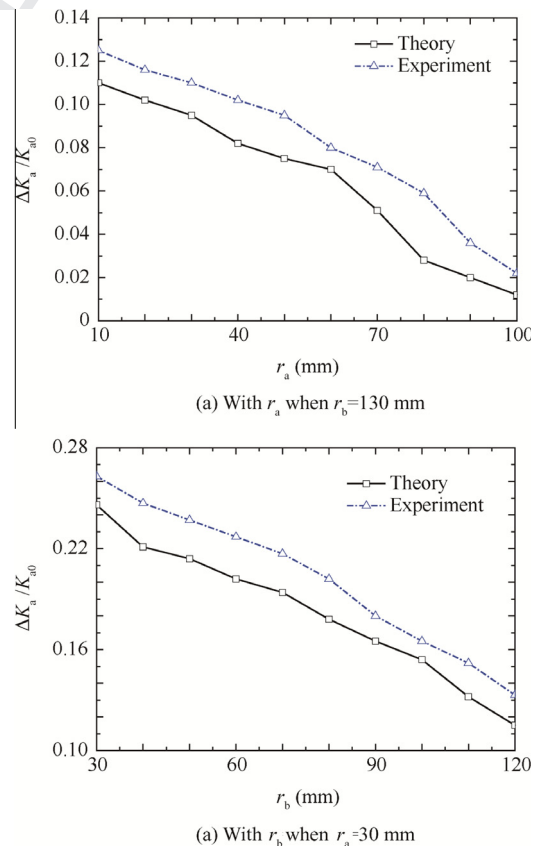 0.14
0.12
0.10
0.08
0.06
0.04
0.02
0
ΔKa /Ka0
Theory
Experiment
10 40 70 100
ra (mm)
(a) With ra when rb=130 mm
0.28
0.22
0.16
0.10
ΔKa /Ka0
Theory
Experiment
30 60 90 120
rb (mm)
(a) With rb when ra=30 mm